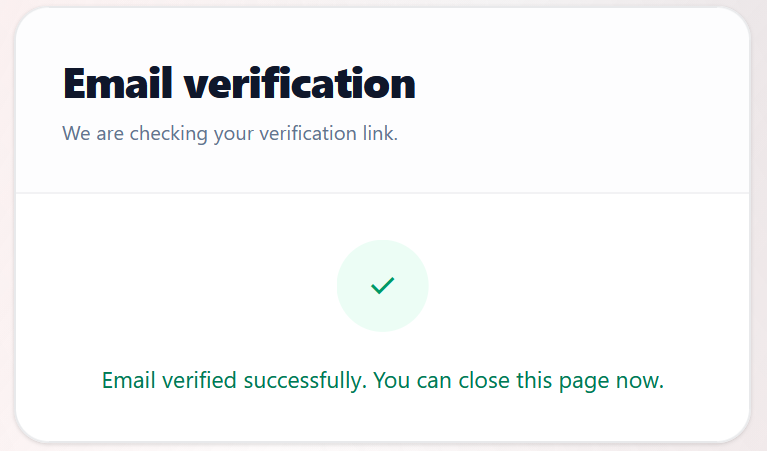 Email verification
We are checking your verification link.
Email verified successfully. You can close this page now.